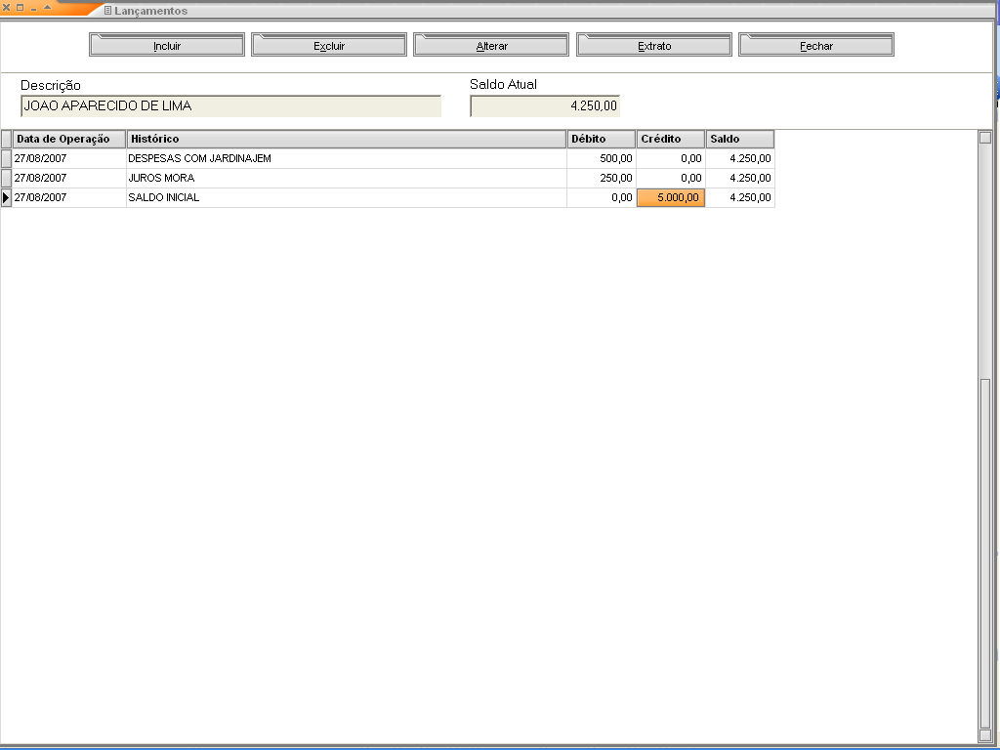 Lançamentos
Incluir Excluir Alterar Extrato Fechar
Descrição Saldo Atual
JOAO APARECIDO DE LIMA 4.250,00
Data de Operação Histórico Débito Crédito Saldo
27/08/2007 DESPESAS COM JARDINAJEM 500,00 0,00 4.250,00
27/08/2007 JUROS MORA 250,00 0,00 4.250,00
27/08/2007 SALDO INICIAL 0,00 5.000,00 4.250,00